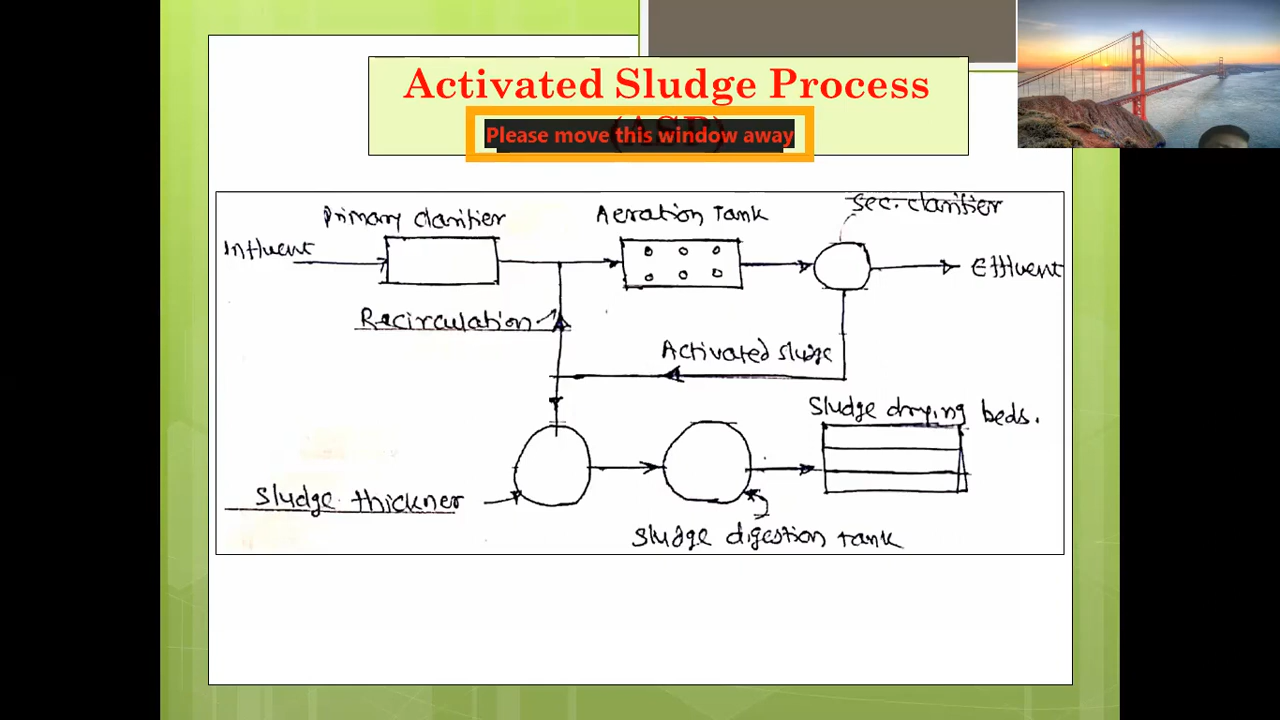 Activated Sludge Process
Please move this window away
Primary clarifier
Aeration Tank
Sec. clarifier
Influent
Effluent
Recirculation
Activated sludge
Sludge drying beds.
Sludge thickner
Sludge digestion tank